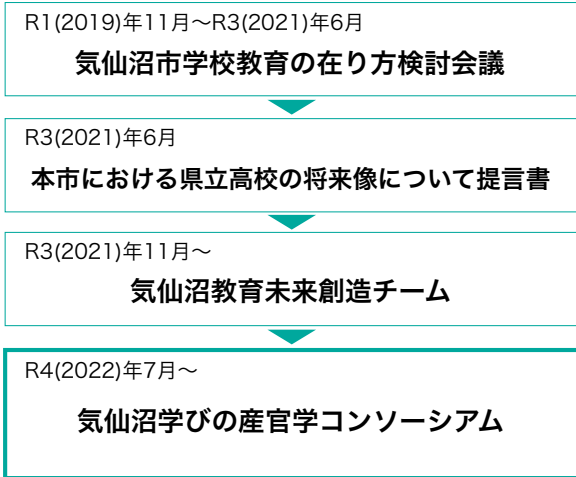 R1(2019)年11月〜R3(2021)年6月
気仙沼市学校教育の在り方検討会議
R3(2021)年6月
本市における県立高校の将来像について提言書
R3(2021)年11月〜
気仙沼教育未来創造チーム
R4(2022)年7月〜
気仙沼学びの産官学コンソーシアム